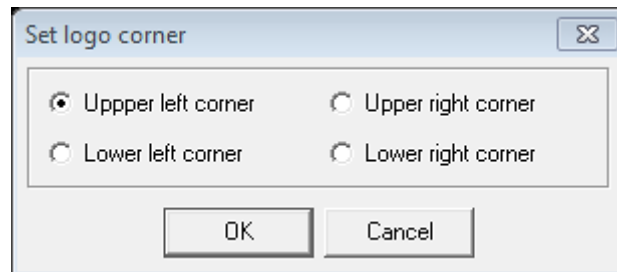 Set logo corner
Uppper left corner Upper right corner
Lower left corner Lower right corner
OK Cancel